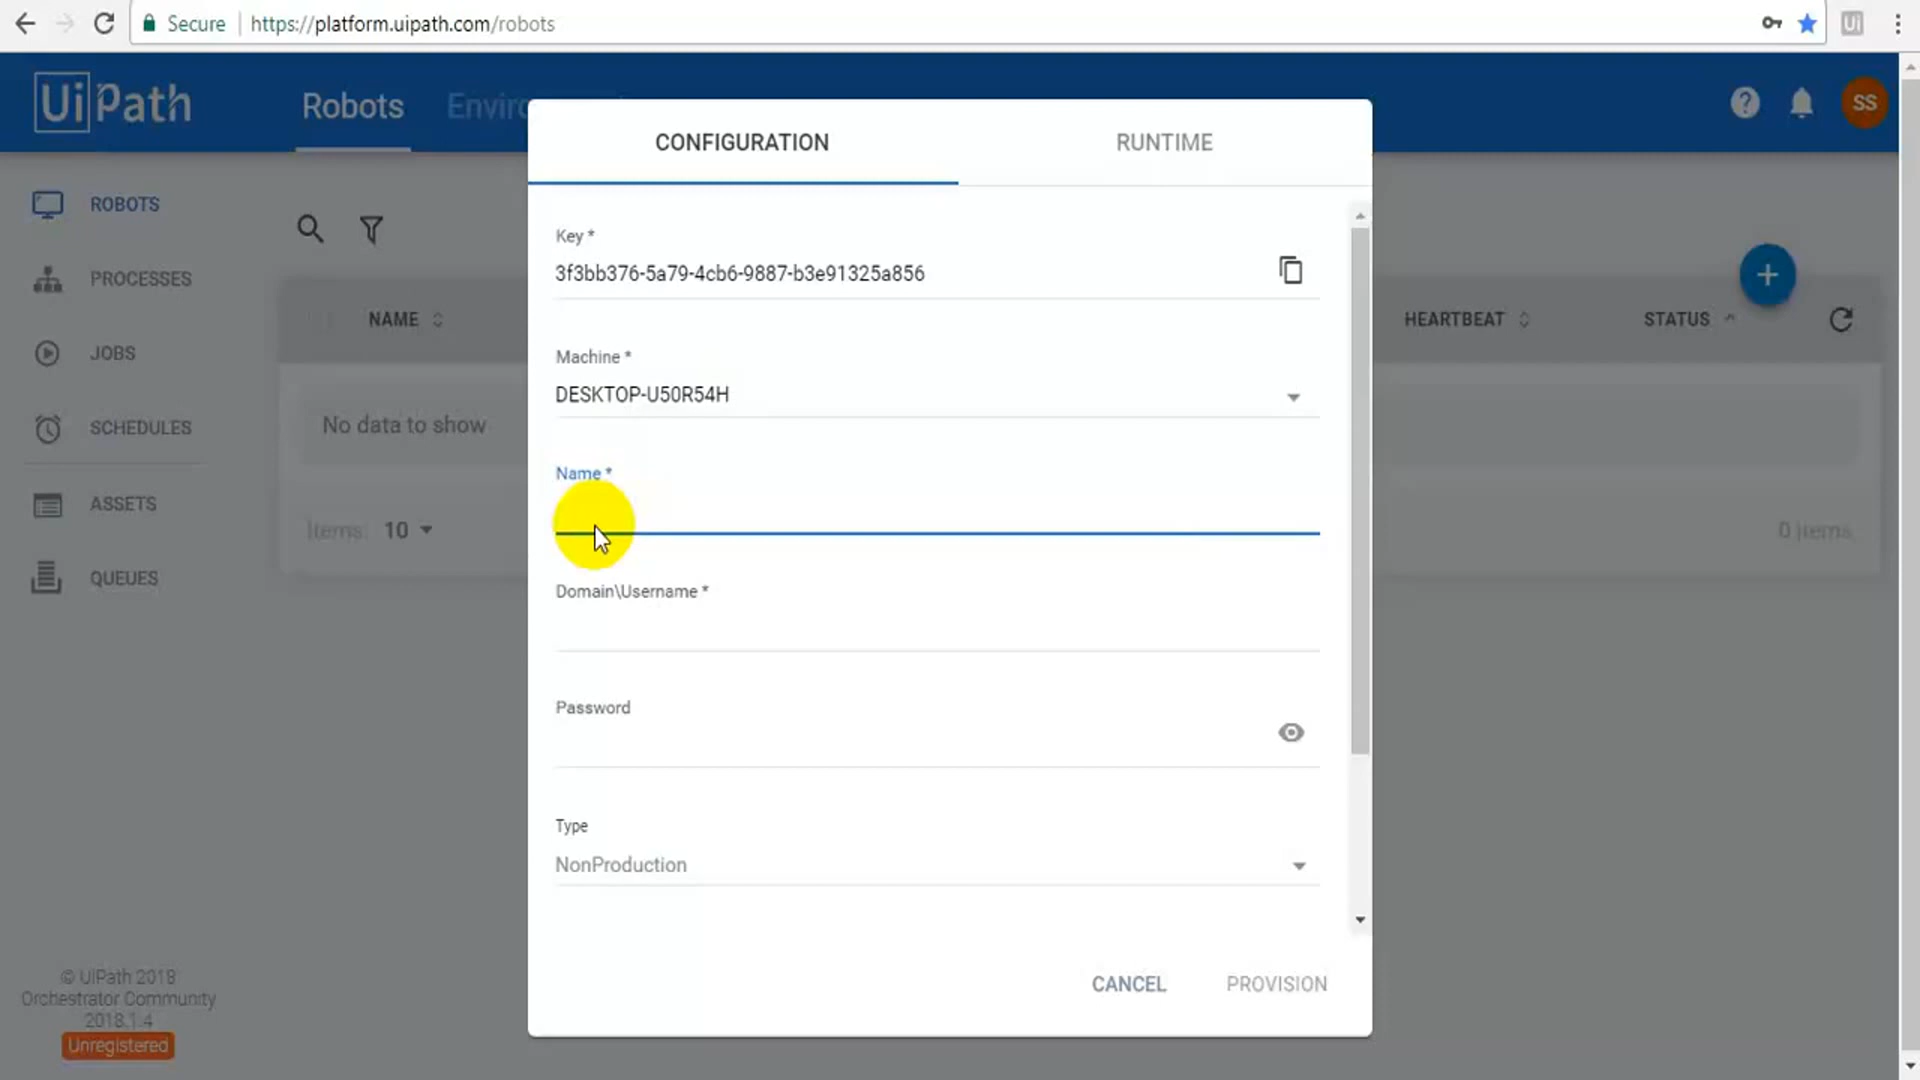 Secure https://platform.uipath.com/robots
Ui
UiPath
Robots
SS
CONFIGURATION
RUNTIME
ROBOTS
PROCESSES
JOBS
SCHEDULES
ASSETS
QUEUES
NAME
HEARTBEAT
STATUS
No data to show
Items: 10
0 Items
Key *
3f3bb376-5a79-4cb6-9887-b3e91325a856
Machine *
DESKTOP-U50R54H
Name *
Domain\Username *
Password
Type
NonProduction
CANCEL
PROVISION
© UiPath 2018
Orchestrator Community
2018.1.4
Unregistered